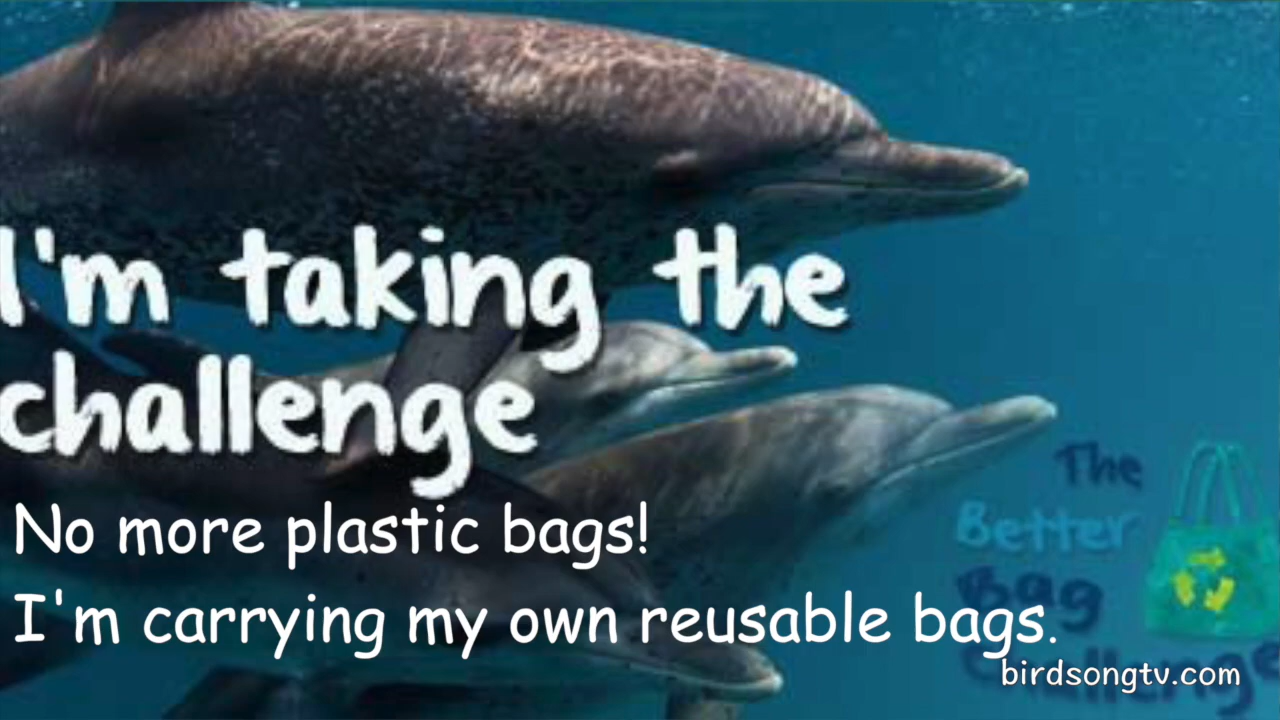 I'm taking the
challenge
No more plastic bags!
I'm carrying my own reusable bags.
The
Better
Bag
Challenge
birdsongtv.com